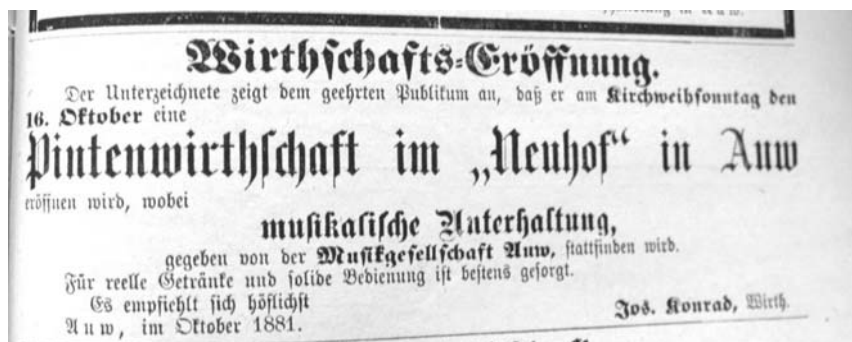 Wirthschafts-Eröffnung.
Der Unterzeichnete zeigt dem geehrten Publikum an, daß er am Kirchweihsonntag den
16. Oktober eine
Pintenwirthschaft im „Neuhof“ in Auw
eröffnen wird, wobei
musikalische Unterhaltung,
gegeben von der Musikgesellschaft Auw, stattfinden wird.
Für reelle Getränke und solide Bedienung ist bestens gesorgt.
Es empfiehlt sich höflichst
Jos. Konrad, Wirth.
Auw, im Oktober 1881.